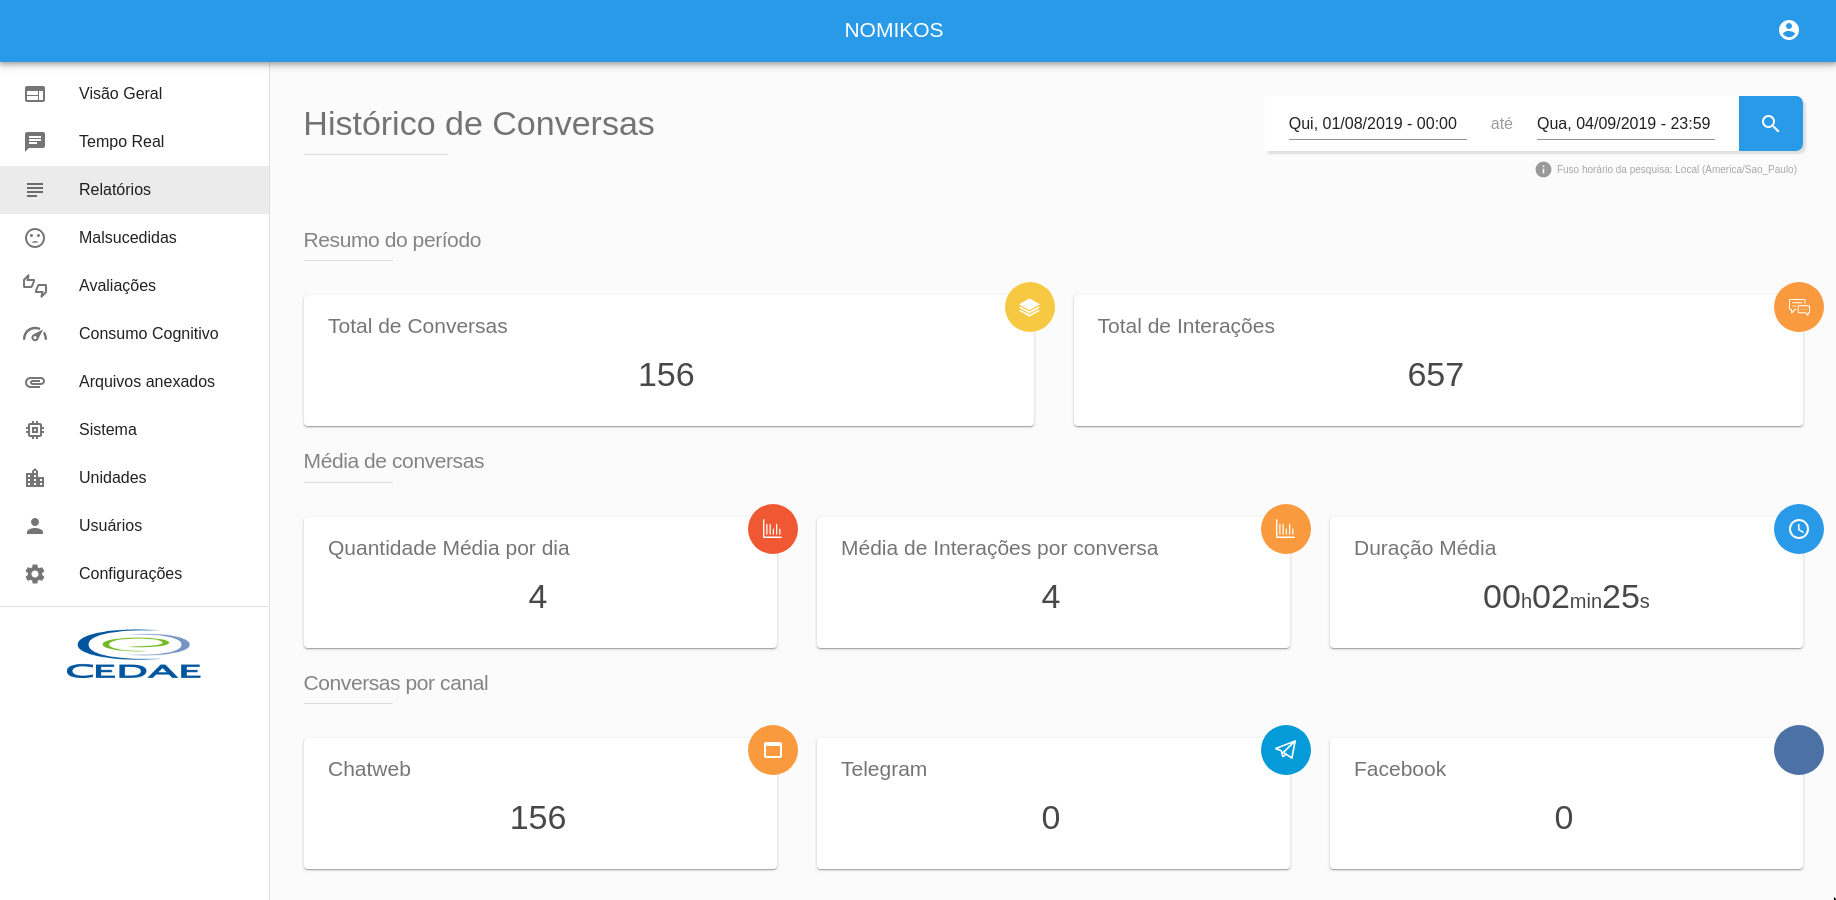 NOMIKOS
Visão Geral
Tempo Real
Relatórios
Malsucedidas
Avaliações
Consumo Cognitivo
Arquivos anexados
Sistema
Unidades
Usuários
Configurações
CEDAE
Histórico de Conversas
Qui, 01/08/2019 - 00:00 até Qua, 04/09/2019 - 23:59
Fuso horário da pesquisa: Local (America/Sao_Paulo)
Resumo do período
Total de Conversas
156
Total de Interações
657
Média de conversas
Quantidade Média por dia
4
Média de Interações por conversa
4
Duração Média
00h02min25s
Conversas por canal
Chatweb
156
Telegram
0
Facebook
0